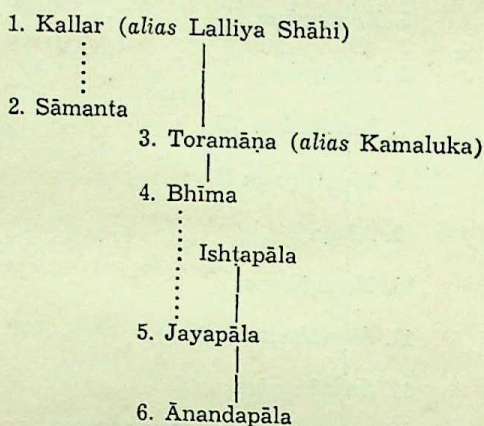 1. Kallar (alias Lalliya Shāhi)
2. Sāmanta
3. Toramāṇa (alias Kamaluka)
4. Bhīma
Ishṭapāla
5. Jayapāla
6. Ānandapāla